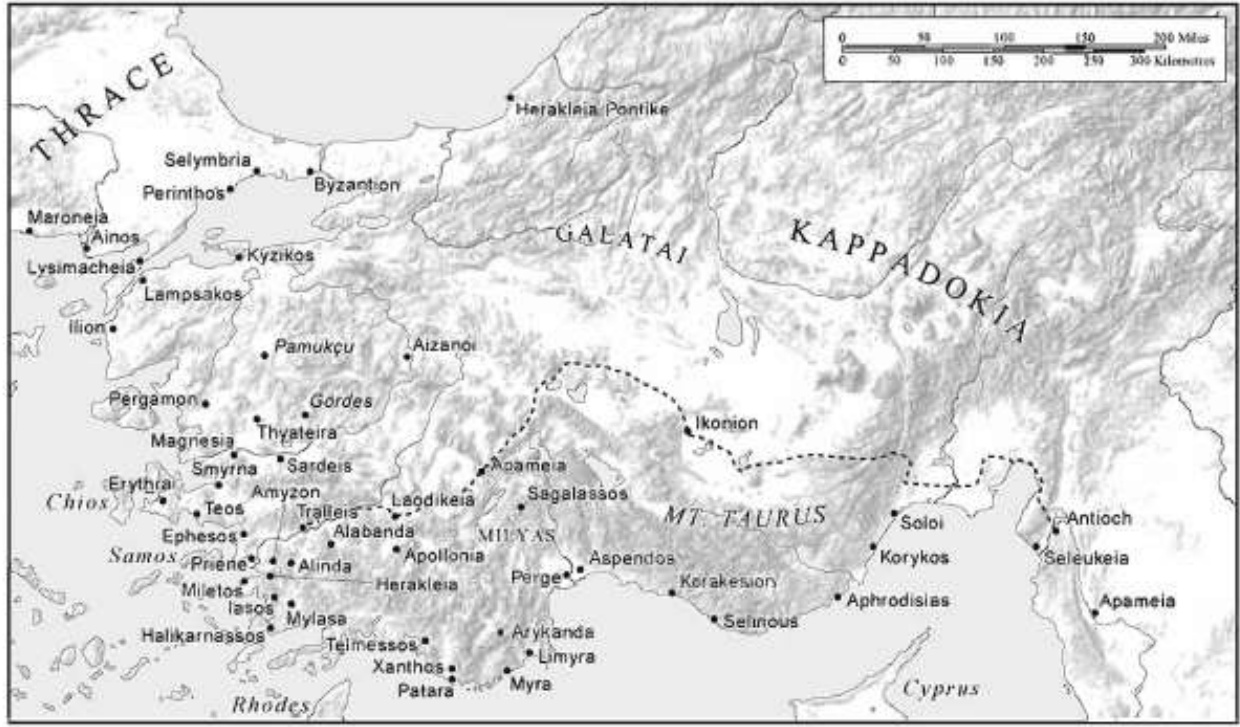 0 50 100 150 200 Miles
0 50 100 150 200 250 300 Kilometres
THRACE
Herakleia Pontike
Selymbria
Byzantion
Perinthos
Maroneia
Ainos
GALATAI
KAPPADOKIA
Lysimacheia
Kyzikos
Lampsakos
Ilion
Pamukçu
Aizanoi
Pergamon
Gordes
Thyateira
Ikonion
Magnesia
Smyrna
Sardeis
Apameia
Erythrai
Chios
Amyzon
Laodikeia
Sagalassos
MT. TAURUS
Teos
Tralleis
Soloi
Antioch
Ephesos
Alabanda
MILYAS
Samos
Priene
Alinda
Apollonia
Aspendos
Korykos
Seleukeia
Perge
Miletos
Herakleia
Korakesion
Iasos
Mylasa
Aphrodisias
Apameia
Halikarnassos
Selinous
Telmessos
Arykanda
Xanthos
Limyra
Patara
Myra
Rhodes
Cyprus